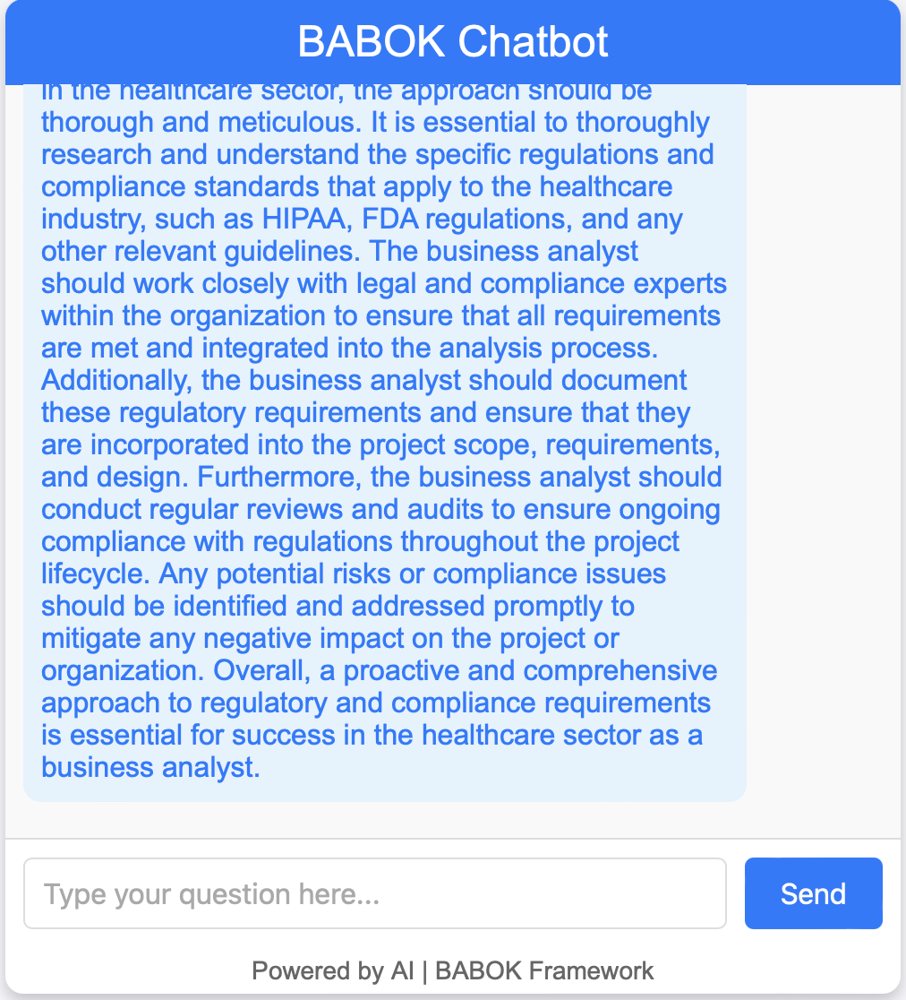 BABOK Chatbot
in the healthcare sector, the approach should be
thorough and meticulous. It is essential to thoroughly
research and understand the specific regulations and
compliance standards that apply to the healthcare
industry, such as HIPAA, FDA regulations, and any
other relevant guidelines. The business analyst
should work closely with legal and compliance experts
within the organization to ensure that all requirements
are met and integrated into the analysis process.
Additionally, the business analyst should document
these regulatory requirements and ensure that they
are incorporated into the project scope, requirements,
and design. Furthermore, the business analyst should
conduct regular reviews and audits to ensure ongoing
compliance with regulations throughout the project
lifecycle. Any potential risks or compliance issues
should be identified and addressed promptly to
mitigate any negative impact on the project or
organization. Overall, a proactive and comprehensive
approach to regulatory and compliance requirements
is essential for success in the healthcare sector as a
business analyst.
Type your question here...
Send
Powered by AI | BABOK Framework